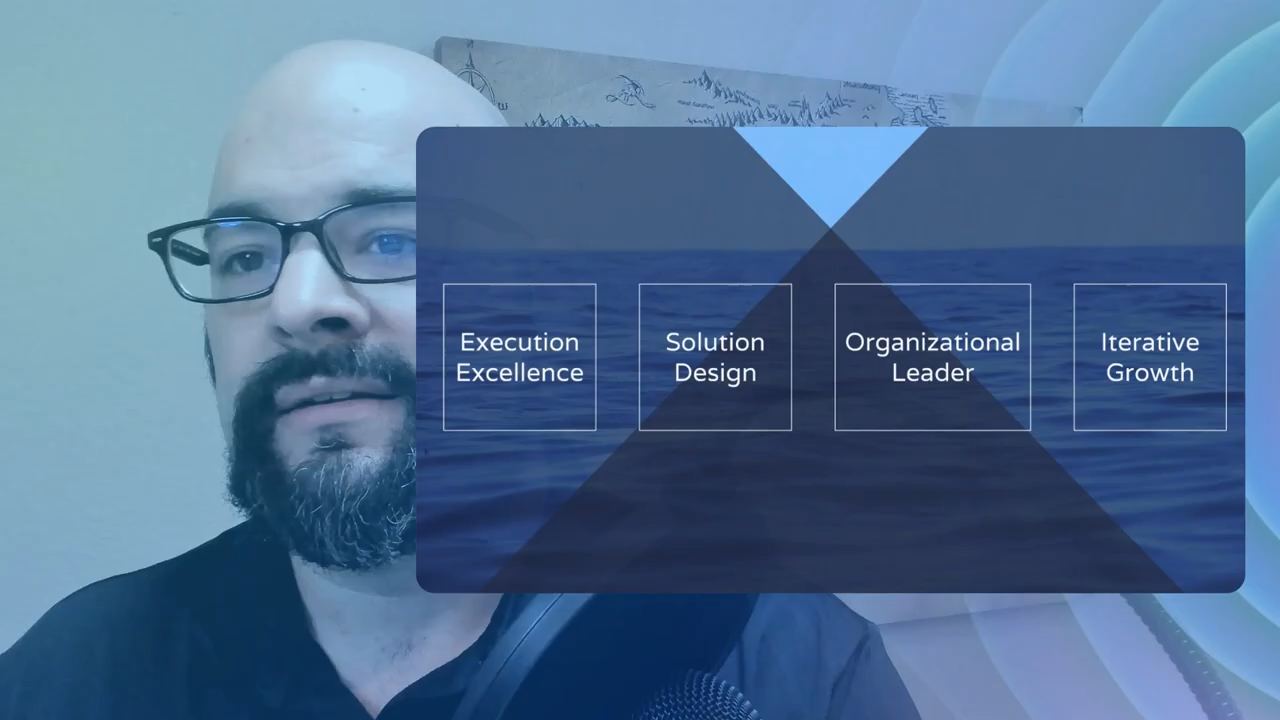 Execution
Excellence
Solution
Design
Organizational
Leader
Iterative
Growth